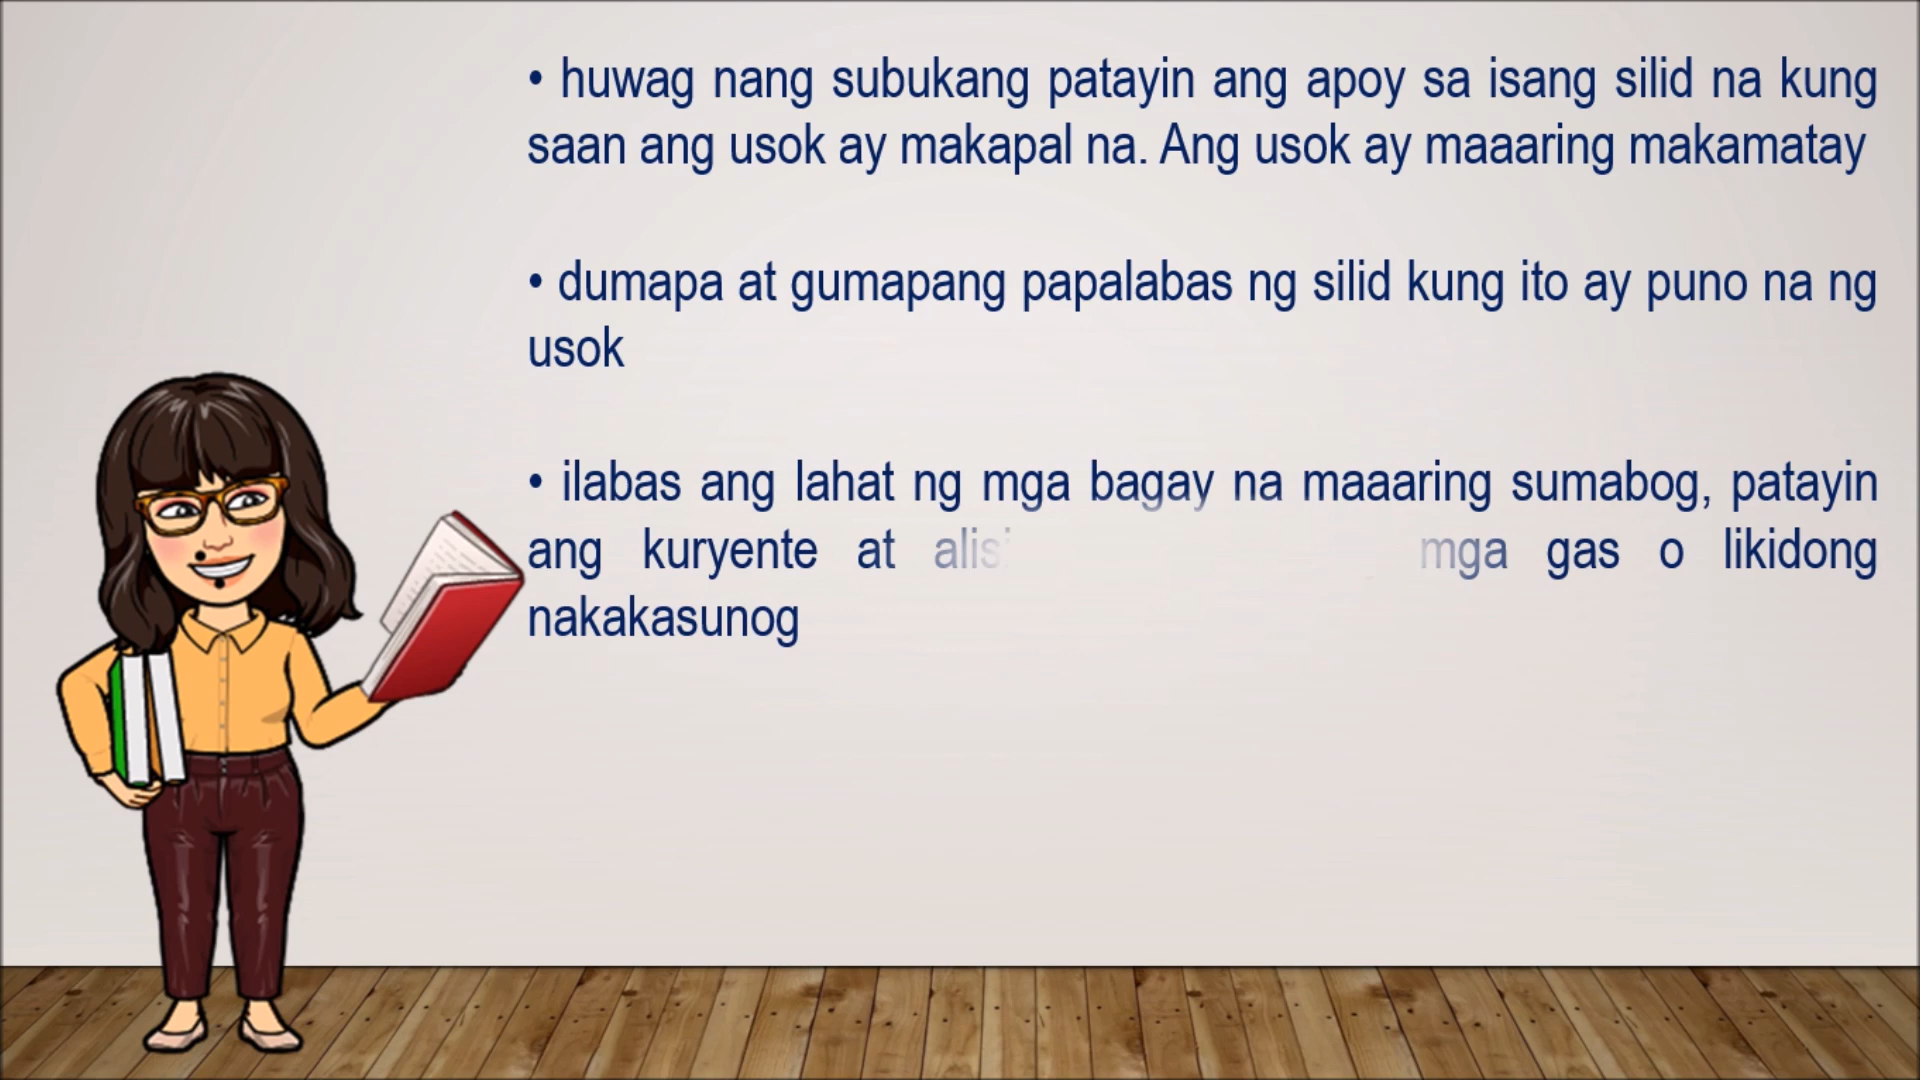 • huwag nang subukang patayin ang apoy sa isang silid na kung
saan ang usok ay makapal na. Ang usok ay maaaring makamatay
• dumapa at gumapang papalabas ng silid kung ito ay puno na ng
usok
• ilabas ang lahat ng mga bagay na maaaring sumabog, patayin
ang kuryente at mga gas o likidong
nakakasunog